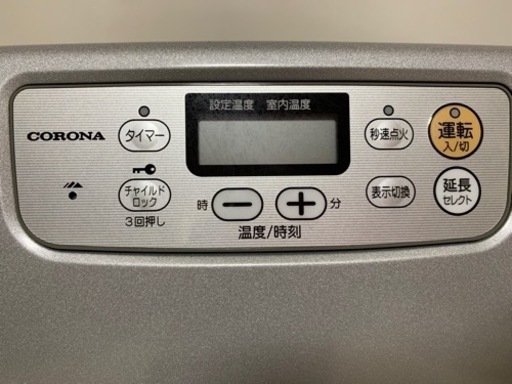 設定温度 室内温度
CORONA
タイマー
秒速点火
運転
入/切
チャイルド
ロック
3回押し
時
−
+
分
温度/時刻
表示切換
延長
セレクト